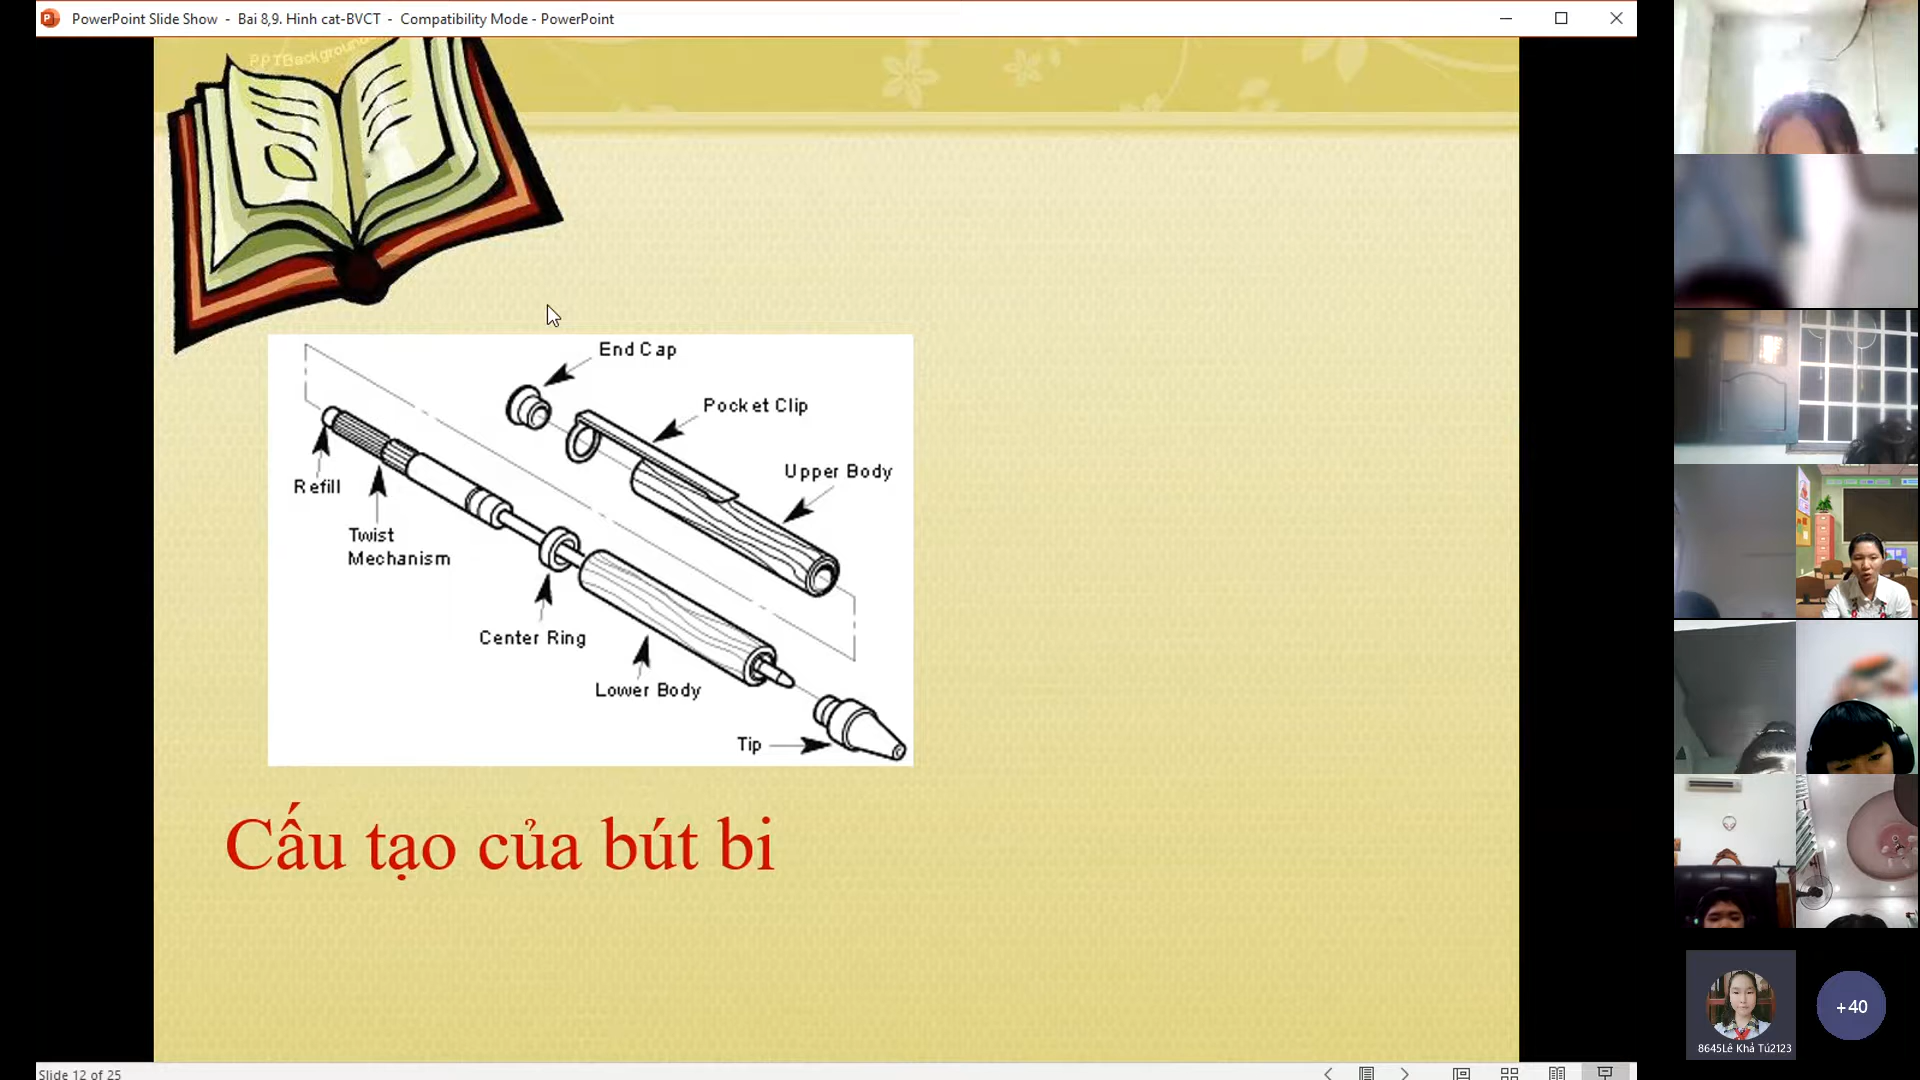 PowerPoint Slide Show - Bai 8,9. Hinh cat-BVCT - Compatibility Mode - PowerPoint
PPTBackground
End Cap
Pocket Clip
Upper Body
Refill
Twist
Mechanism
Center Ring
Lower Body
Tip
Cấu tạo của bút bi
+40
8645Lê Khả Tú2123
Slide 12 of 25